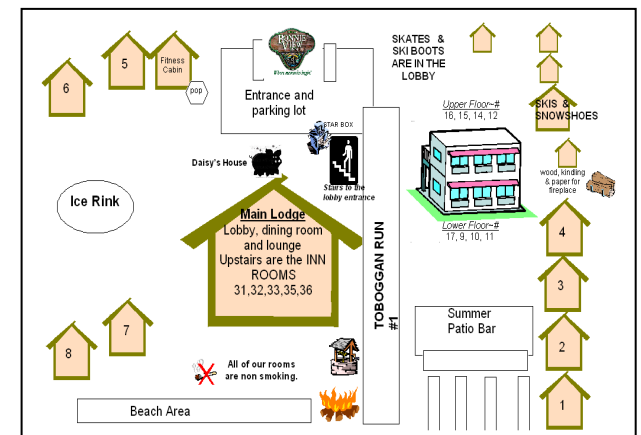 BONNIE
VIEW
SKATES &
SKI BOOTS
ARE IN THE
LOBBY
5
Fitness
Cabin
6
pop
Entrance and
parking lot
STAR BOX
Upper Floor~#
16, 15, 14, 12
SKIS &
SNOWSHOES
Daisy's House
Stairs to the
lobby entrance
wood, kinding
& paper for
fireplace
Ice Rink
Main Lodge
Lobby, dining room
and lounge
Upstairs are the INN
ROOMS
31,32,33,35,36
TOBOGGAN RUN
#1
Lower Floor~#
17, 9, 10, 11
4
3
Summer
Patio Bar
2
7
8
All of our rooms
are non smoking.
1
Beach Area